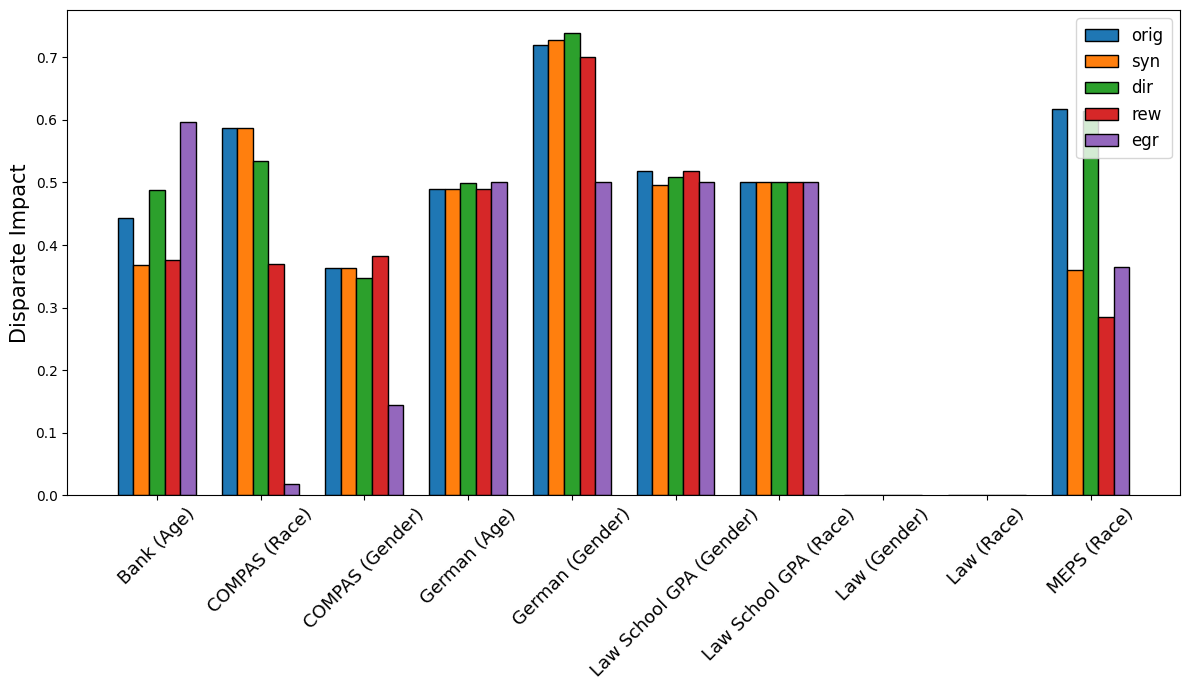 Disparate Impact
0.7
0.6
0.5
0.4
0.3
0.2
0.1
0.0
orig
syn
dir
rew
egr
Bank (Age)
COMPAS (Race)
COMPAS (Gender)
German (Age)
German (Gender)
Law School GPA (Gender)
Law School GPA (Race)
Law (Gender)
Law (Race)
MEPS (Race)